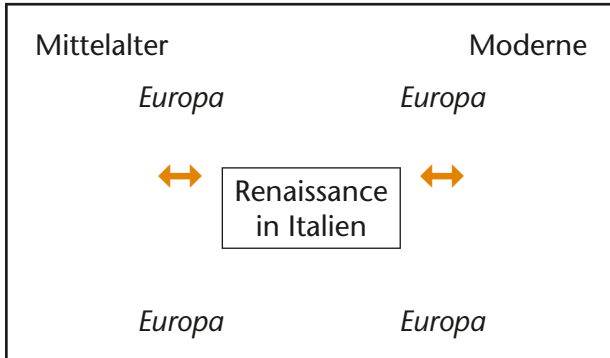 Mittelalter
Moderne
Europa
Europa
Renaissance
in Italien
Europa
Europa